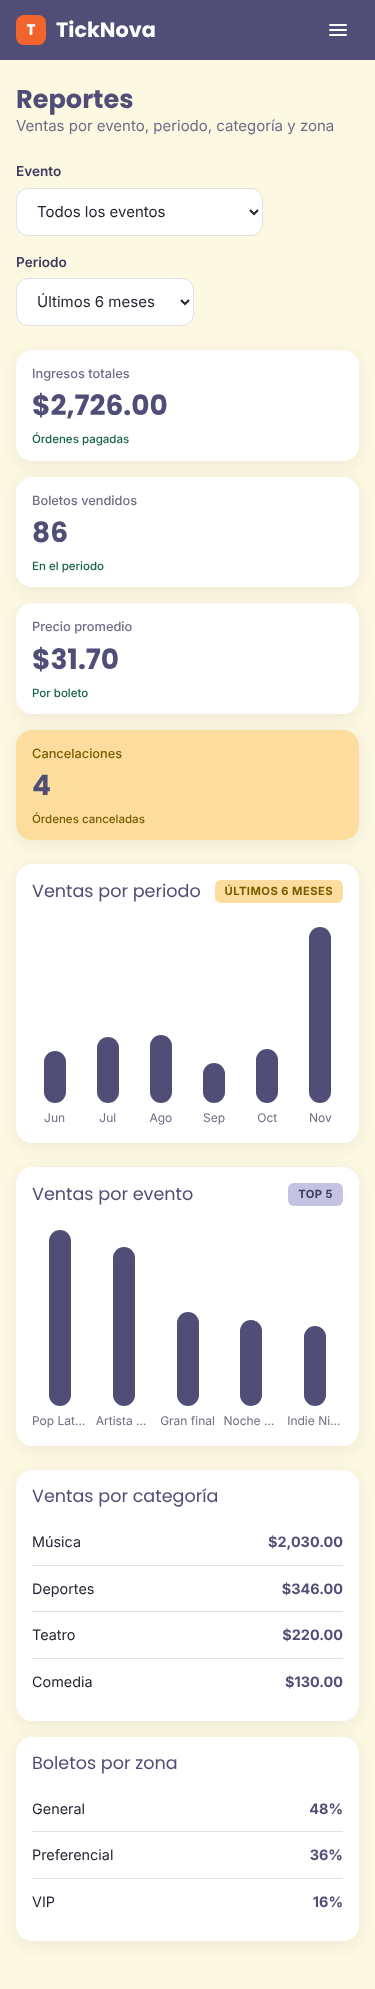 T TickNova
Reportes
Ventas por evento, periodo, categoría y zona
Evento
Todos los eventos
Periodo
Últimos 6 meses
Ingresos totales
$2,726.00
Órdenes pagadas
Boletos vendidos
86
En el periodo
Precio promedio
$31.70
Por boleto
Cancelaciones
4
Órdenes canceladas
Ventas por periodo ÚLTIMOS 6 MESES
Jun Jul Ago Sep Oct Nov
Ventas por evento TOP 5
Pop Lat... Artista ... Gran final Noche ... Indie Ni...
Ventas por categoría
Música $2,030.00
Deportes $346.00
Teatro $220.00
Comedia $130.00
Boletos por zona
General 48%
Preferencial 36%
VIP 16%